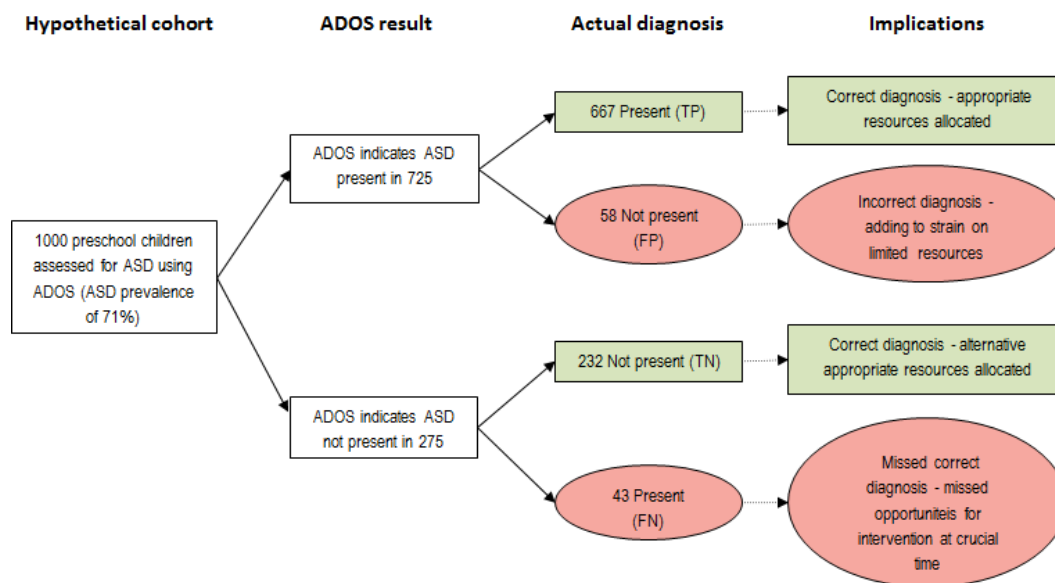 Hypothetical cohort
ADOS result
Actual diagnosis
Implications
1000 preschool children
assessed for ASD using
ADOS (ASD prevalence
of 71%)
ADOS indicates ASD
present in 725
667 Present (TP)
Correct diagnosis - appropriate
resources allocated
58 Not present
(FP)
Incorrect diagnosis -
adding to strain on
limited resources
ADOS indicates ASD
not present in 275
232 Not present (TN)
Correct diagnosis - alternative
appropriate resources allocated
43 Present
(FN)
Missed correct
diagnosis - missed
opportuniteis for
intervention at crucial
time